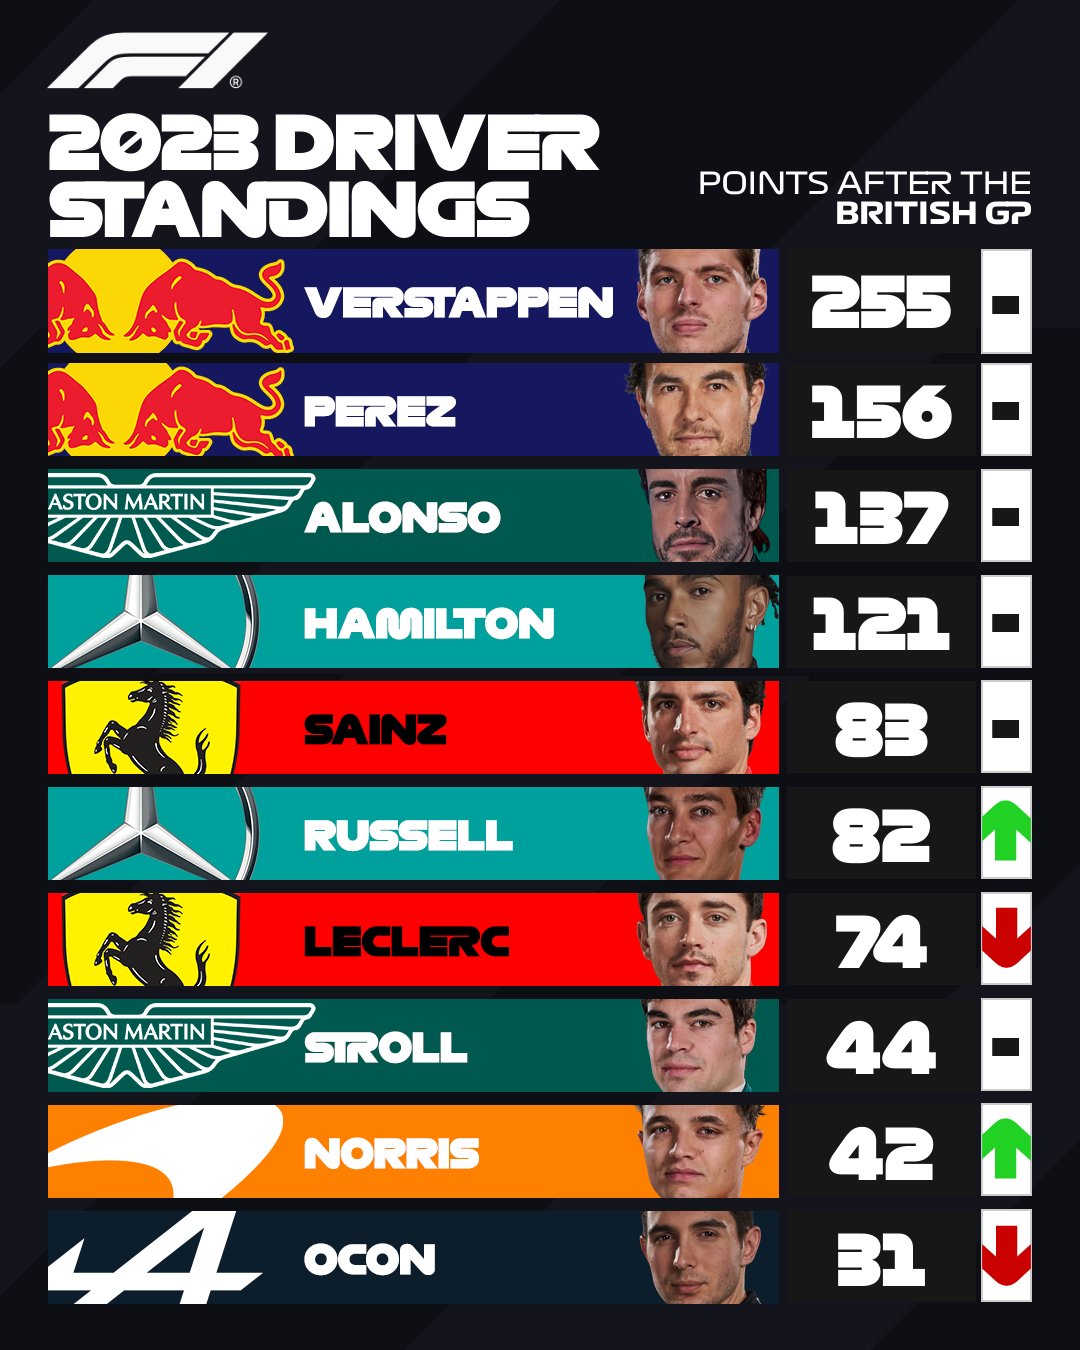 F1®
2023 DRIVER
STANDINGS
POINTS AFTER THE
BRITISH GP
VERSTAPPEN 255
PEREZ 156
ASTON MARTIN ALONSO 137
HAMILTON 121
SAINZ 83
RUSSELL 82
LECLERC 74
ASTON MARTIN STROLL 44
NORRIS 42
OCON 31